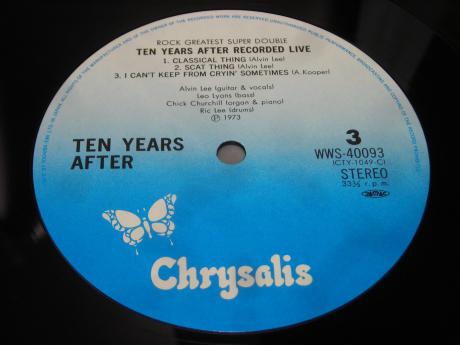 ROCK GREATEST SUPER DOUBLE
TEN YEARS AFTER RECORDED LIVE
1. CLASSICAL THING (Alvin Lee)
2. SCAT THING (Alvin Lee)
3. I CAN'T KEEP FROM CRYIN' SOMETIMES (A. Kooper)
Alvin Lee (guitar & vocals)
Leo Lyons (bass)
Chick Churchill (organ & piano)
Ric Lee (drums)
Ⓟ 1973
TEN YEARS
AFTER
3
WWS-40093
(CTY-1049-C)
STEREO
33⅓ r.p.m.
Chrysalis